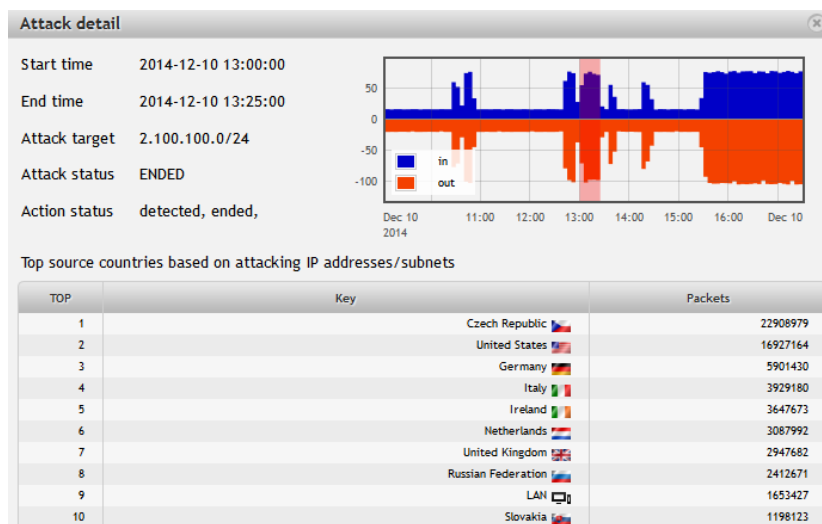 Attack detail
Start time 2014-12-10 13:00:00
End time 2014-12-10 13:25:00
Attack target 2.100.100.0/24
Attack status ENDED
Action status detected, ended,
50
0
-50
-100
in
out
Dec 10 11:00 12:00 13:00 14:00 15:00 16:00 Dec 10
2014
Top source countries based on attacking IP addresses/subnets
TOP Key Packets
1 Czech Republic 22908979
2 United States 16927164
3 Germany 5901430
4 Italy 3929180
5 Ireland 3647673
6 Netherlands 3087992
7 United Kingdom 2947682
8 Russian Federation 2412671
9 LAN 1653427
10 Slovakia 1198123